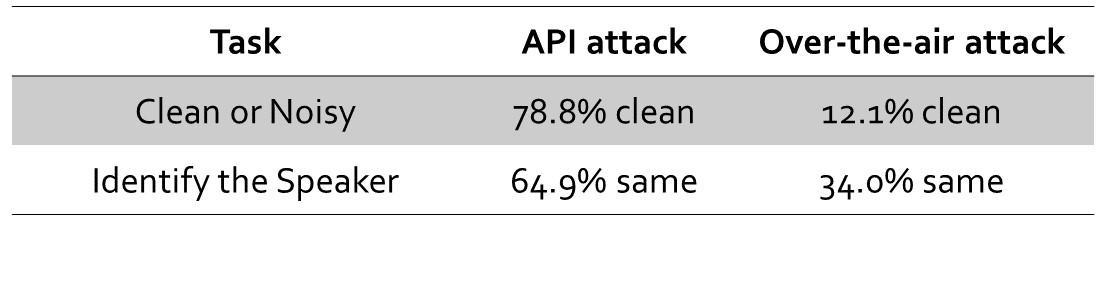 Task API attack Over-the-air attack
Clean or Noisy 78.8% clean 12.1% clean
Identify the Speaker 64.9% same 34.0% same